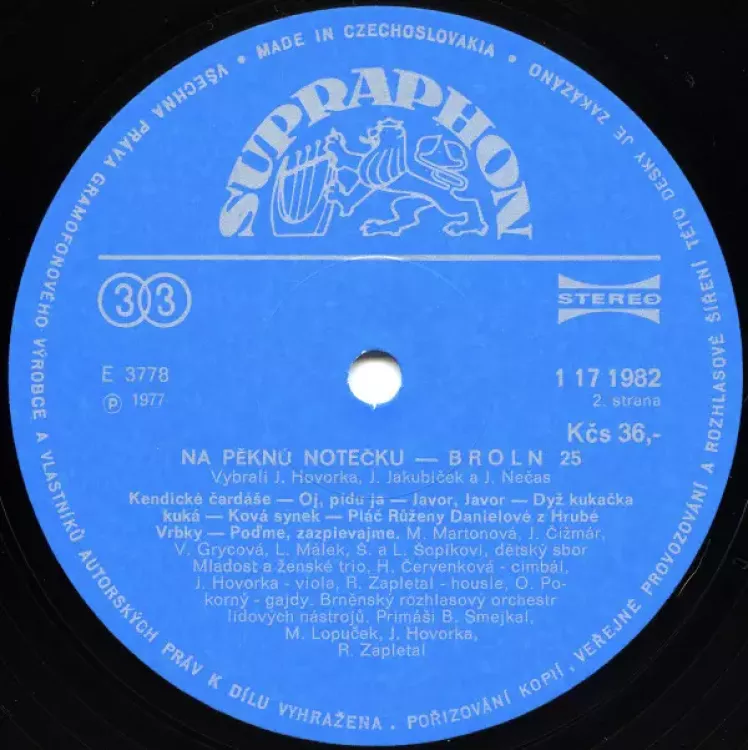 VŠECHNA PRÁVA GRAMOFONOVÉHO VÝROBCE A VLASTNÍKŮ AUTORSKÝCH PRÁV K DÍLU VYHRAŽENA. POŘIZOVÁNÍ KOPIÍ, VEŘEJNÉ PROVOZOVÁNÍ A ROZHLASOVÉ ŠÍŘENÍ TÉTO DESKY JE ZAKÁZÁNO
• MADE IN CZECHOSLOVAKIA •
SUPRAPHON
33
STEREO
E 3778
1 17 1982
Ⓟ 1977
2. strana
Kčs 36,-
NA PĚKNÚ NOTEČKU — BROLN 25
Vybrali J. Hovorka, J. Jakubíček a J. Nečas
Kendické čardáše — Oj, pidu ja — Javor, Javor — Dyž kukačka
kuká — Ková synek — Pláč Růženy Danielové z Hrubé
Vrbky — Poďme, zazplevajme. M. Martonová, J. Čižmár,
V. Grycová, L. Málek, S. a L. Šopíkovi, dětský sbor
Mladost a ženské trio, H. Červenková - cimbál,
J. Hovorka - viola, R. Zapletal - housle, O. Po-
korný - gajdy. Brněnský rozhlasový orchestr
lidových nástrojů. Primáši B. Smejkal,
M. Lopuček, J. Hovorka,
R. Zapletal